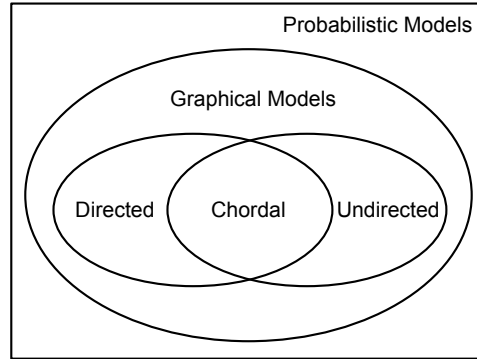 Probabilistic Models
Graphical Models
Directed Chordal Undirected